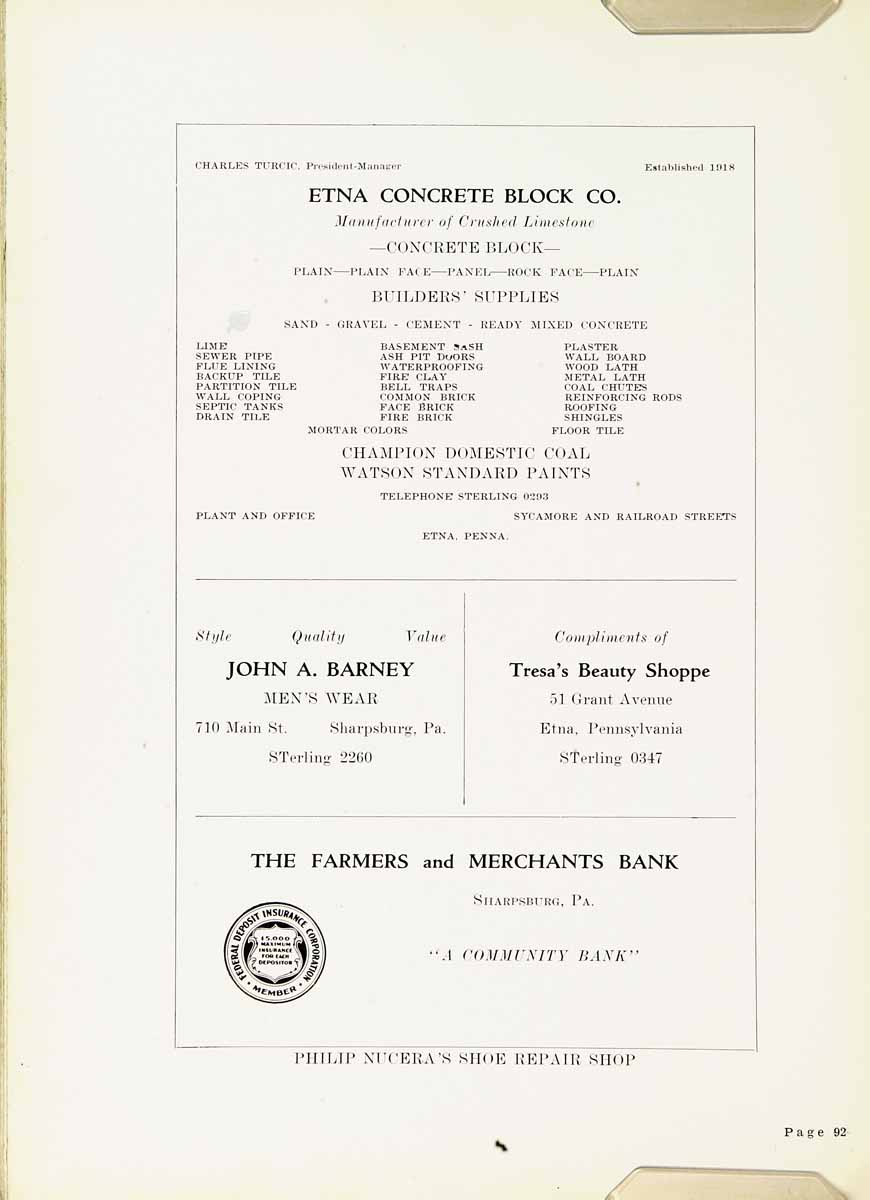 CHARLES TURCIC, President-Manager Established 1918
ETNA CONCRETE BLOCK CO.
Manufacturer of Crushed Limestone
—CONCRETE BLOCK—
PLAIN—PLAIN FACE—PANEL—ROCK FACE—PLAIN
BUILDERS' SUPPLIES
SAND - GRAVEL - CEMENT - READY MIXED CONCRETE
LIME BASEMENT SASH PLASTER
SEWER PIPE ASH PIT DOORS WALL BOARD
FLUE LINING WATERPROOFING WOOD LATH
BACKUP TILE FIRE CLAY METAL LATH
PARTITION TILE BELL TRAPS COAL CHUTES
WALL COPING COMMON BRICK REINFORCING RODS
SEPTIC TANKS FACE BRICK ROOFING
DRAIN TILE FIRE BRICK SHINGLES
MORTAR COLORS FLOOR TILE
CHAMPION DOMESTIC COAL
WATSON STANDARD PAINTS
TELEPHONE STERLING 0293
PLANT AND OFFICE SYCAMORE AND RAILROAD STREETS
ETNA, PENNA.
Style Quality Value
JOHN A. BARNEY
MEN'S WEAR
710 Main St. Sharpsburg, Pa.
STerling 2260
Compliments of
Tresa's Beauty Shoppe
51 Grant Avenue
Etna, Pennsylvania
STerling 0347
THE FARMERS and MERCHANTS BANK
SHARPSBURG, PA.
"A COMMUNITY BANK"
FEDERAL DEPOSIT INSURANCE CORPORATION
$5,000
MAXIMUM
INSURANCE
FOR EACH
DEPOSITOR
• MEMBER •
PHILIP NUCERA'S SHOE REPAIR SHOP
Page 92